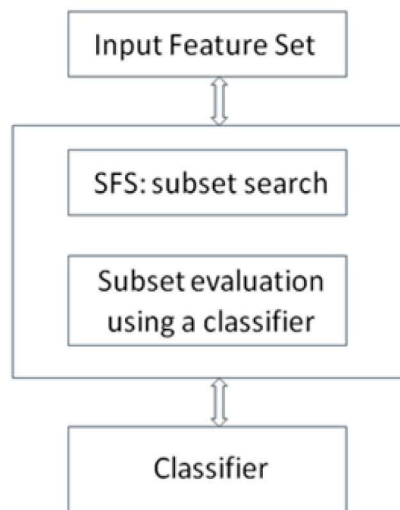 Input Feature Set
SFS: subset search
Subset evaluation
using a classifier
Classifier